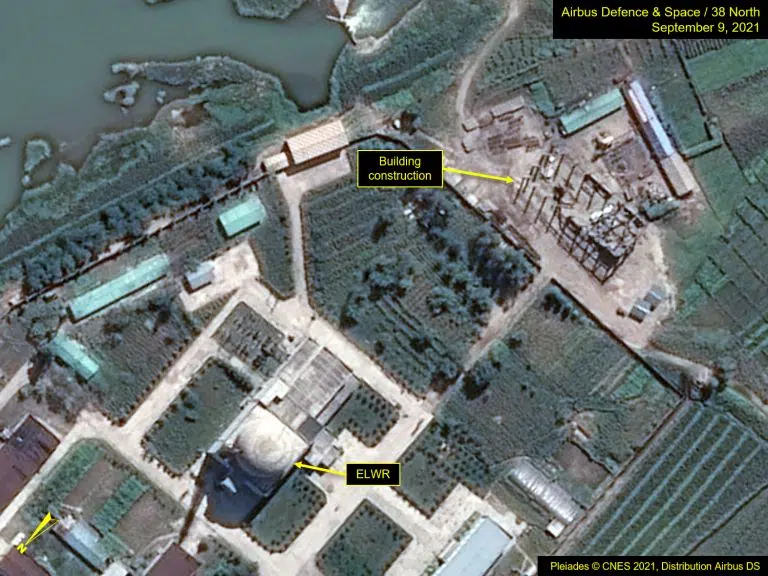 Airbus Defence & Space / 38 North
September 9, 2021
Building
construction
ELWR
N
Pleiades © CNES 2021, Distribution Airbus DS